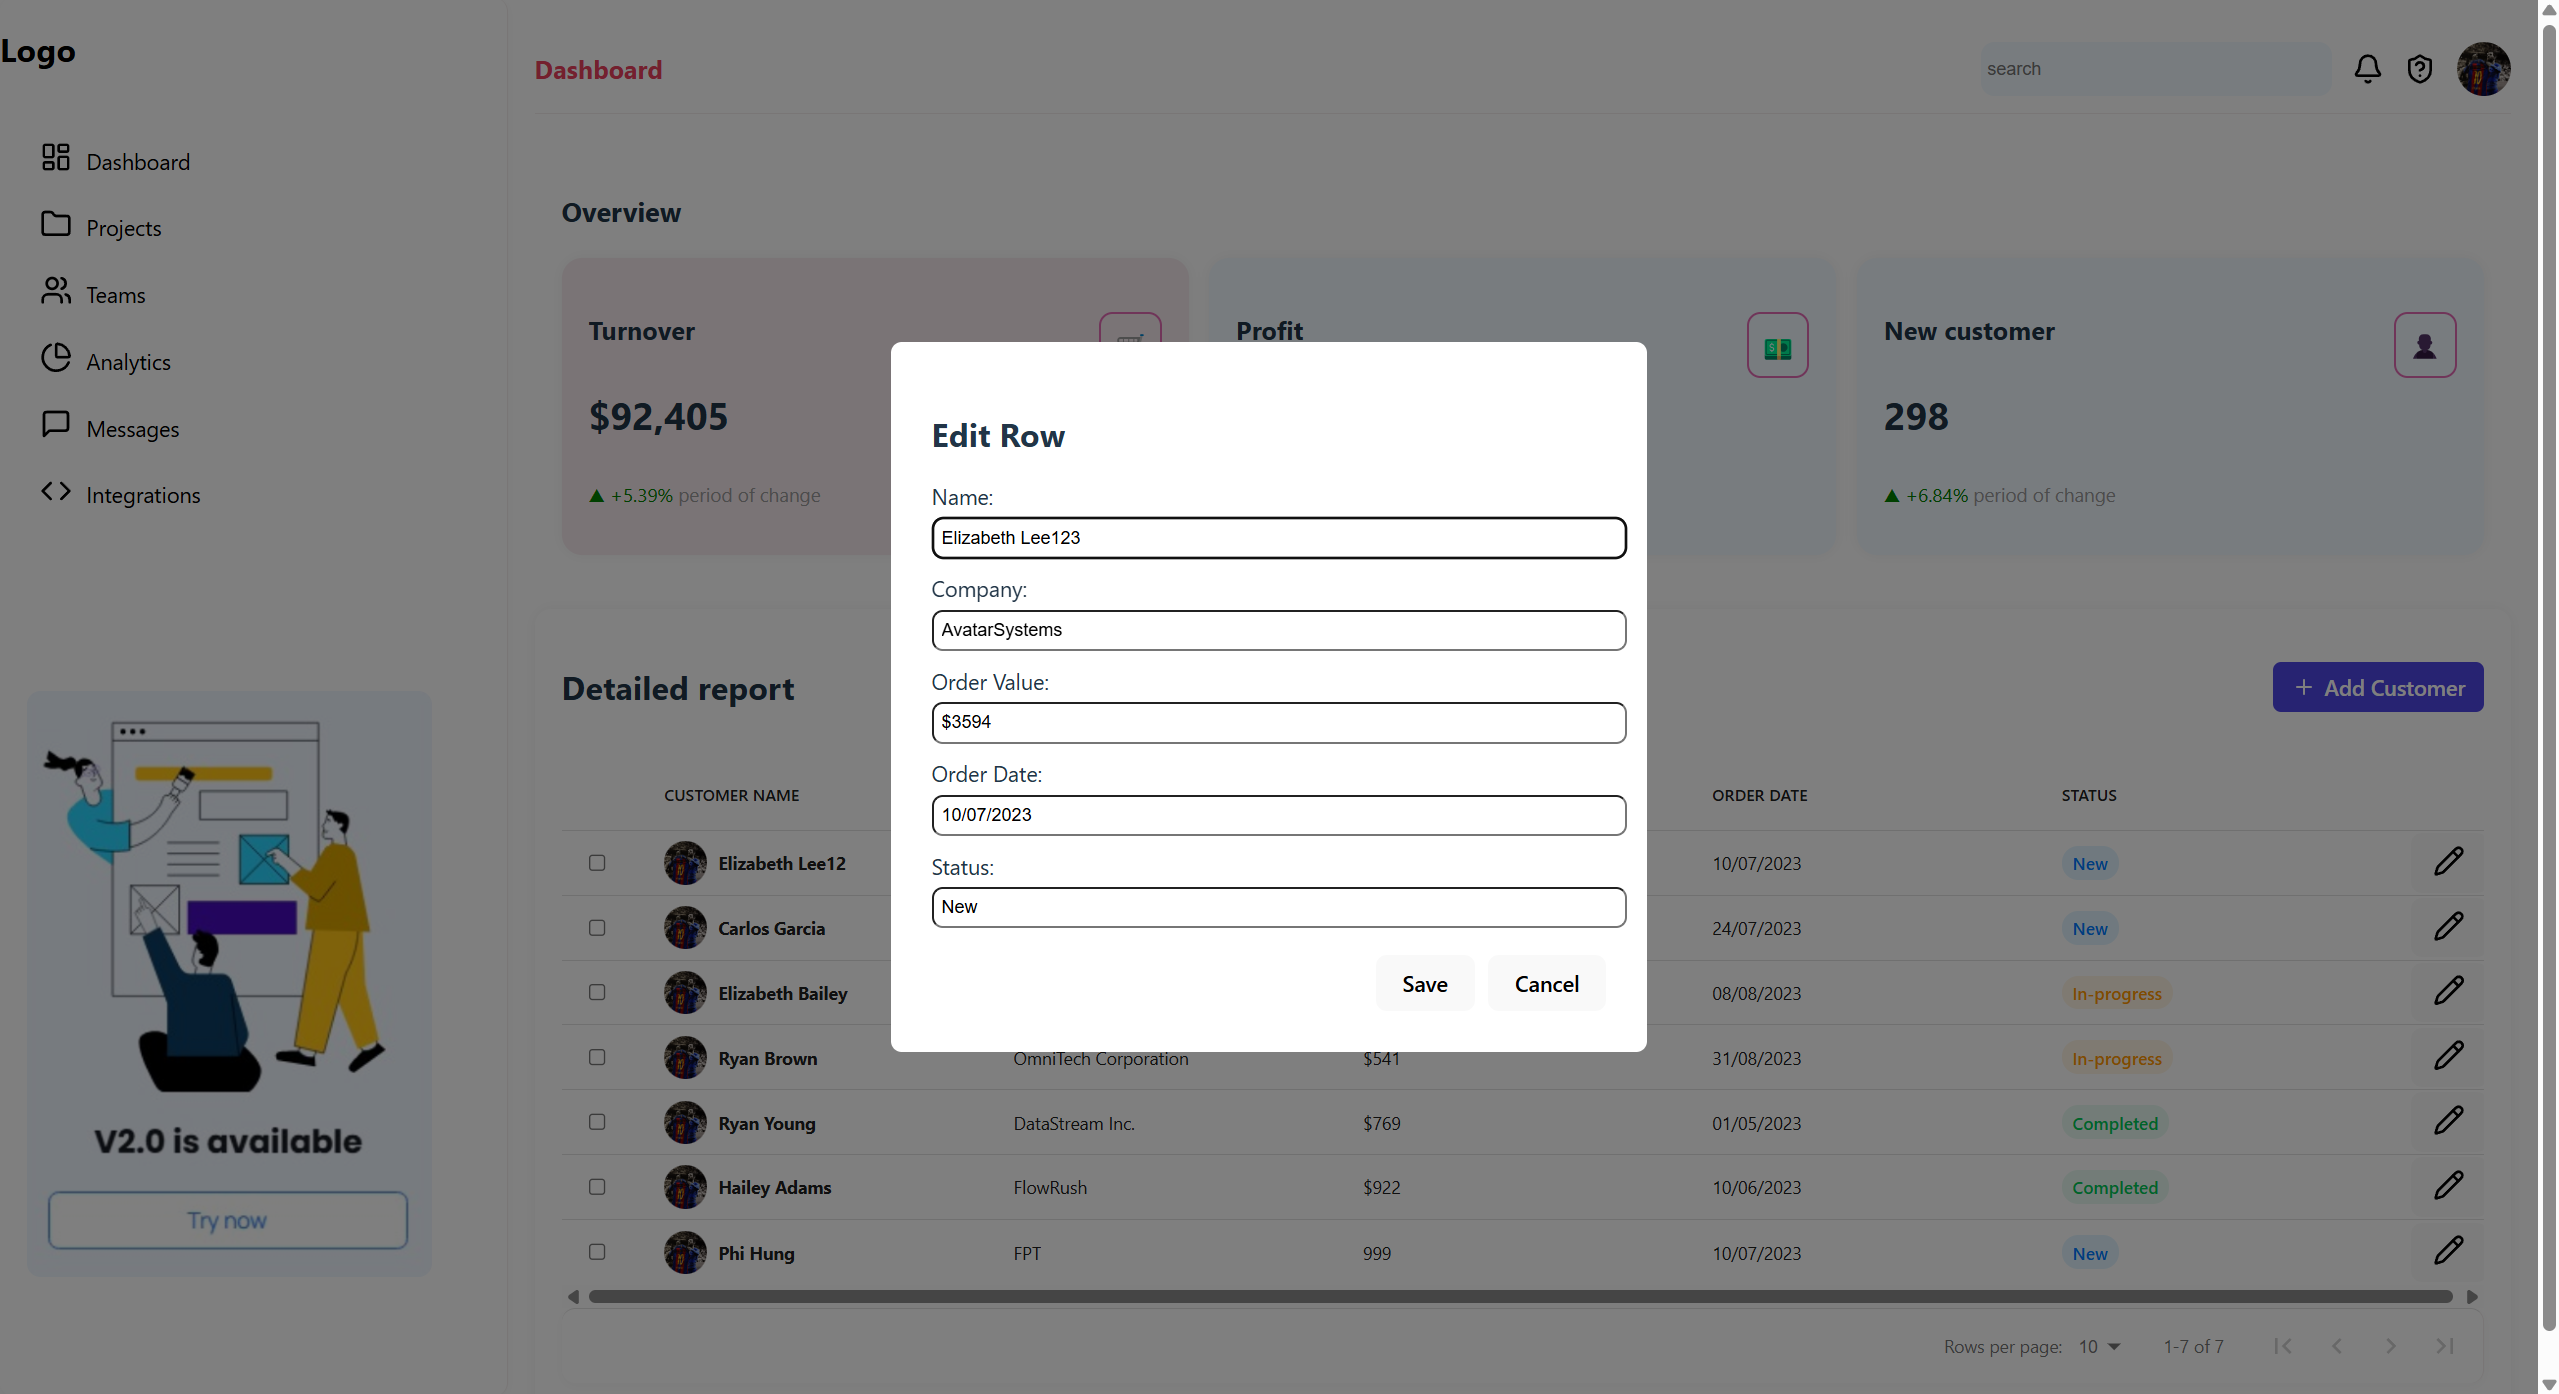 Logo
Dashboard
Projects
Teams
Analytics
Messages
Integrations
V2.0 is available
Try now
Dashboard
search
Overview
Turnover
$92,405
▲ +5.39% period of change
Profit
New customer
298
▲ +6.84% period of change
Detailed report
+ Add Customer
CUSTOMER NAME ORDER DATE STATUS
Elizabeth Lee12 10/07/2023 New
Carlos Garcia 24/07/2023 New
Elizabeth Bailey 08/08/2023 In-progress
Ryan Brown OmniTech Corporation $541 31/08/2023 In-progress
Ryan Young DataStream Inc. $769 01/05/2023 Completed
Hailey Adams FlowRush $922 10/06/2023 Completed
Phi Hung FPT 999 10/07/2023 New
Rows per page: 10 1-7 of 7
Edit Row
Name:
Elizabeth Lee123
Company:
AvatarSystems
Order Value:
$3594
Order Date:
10/07/2023
Status:
New
Save Cancel